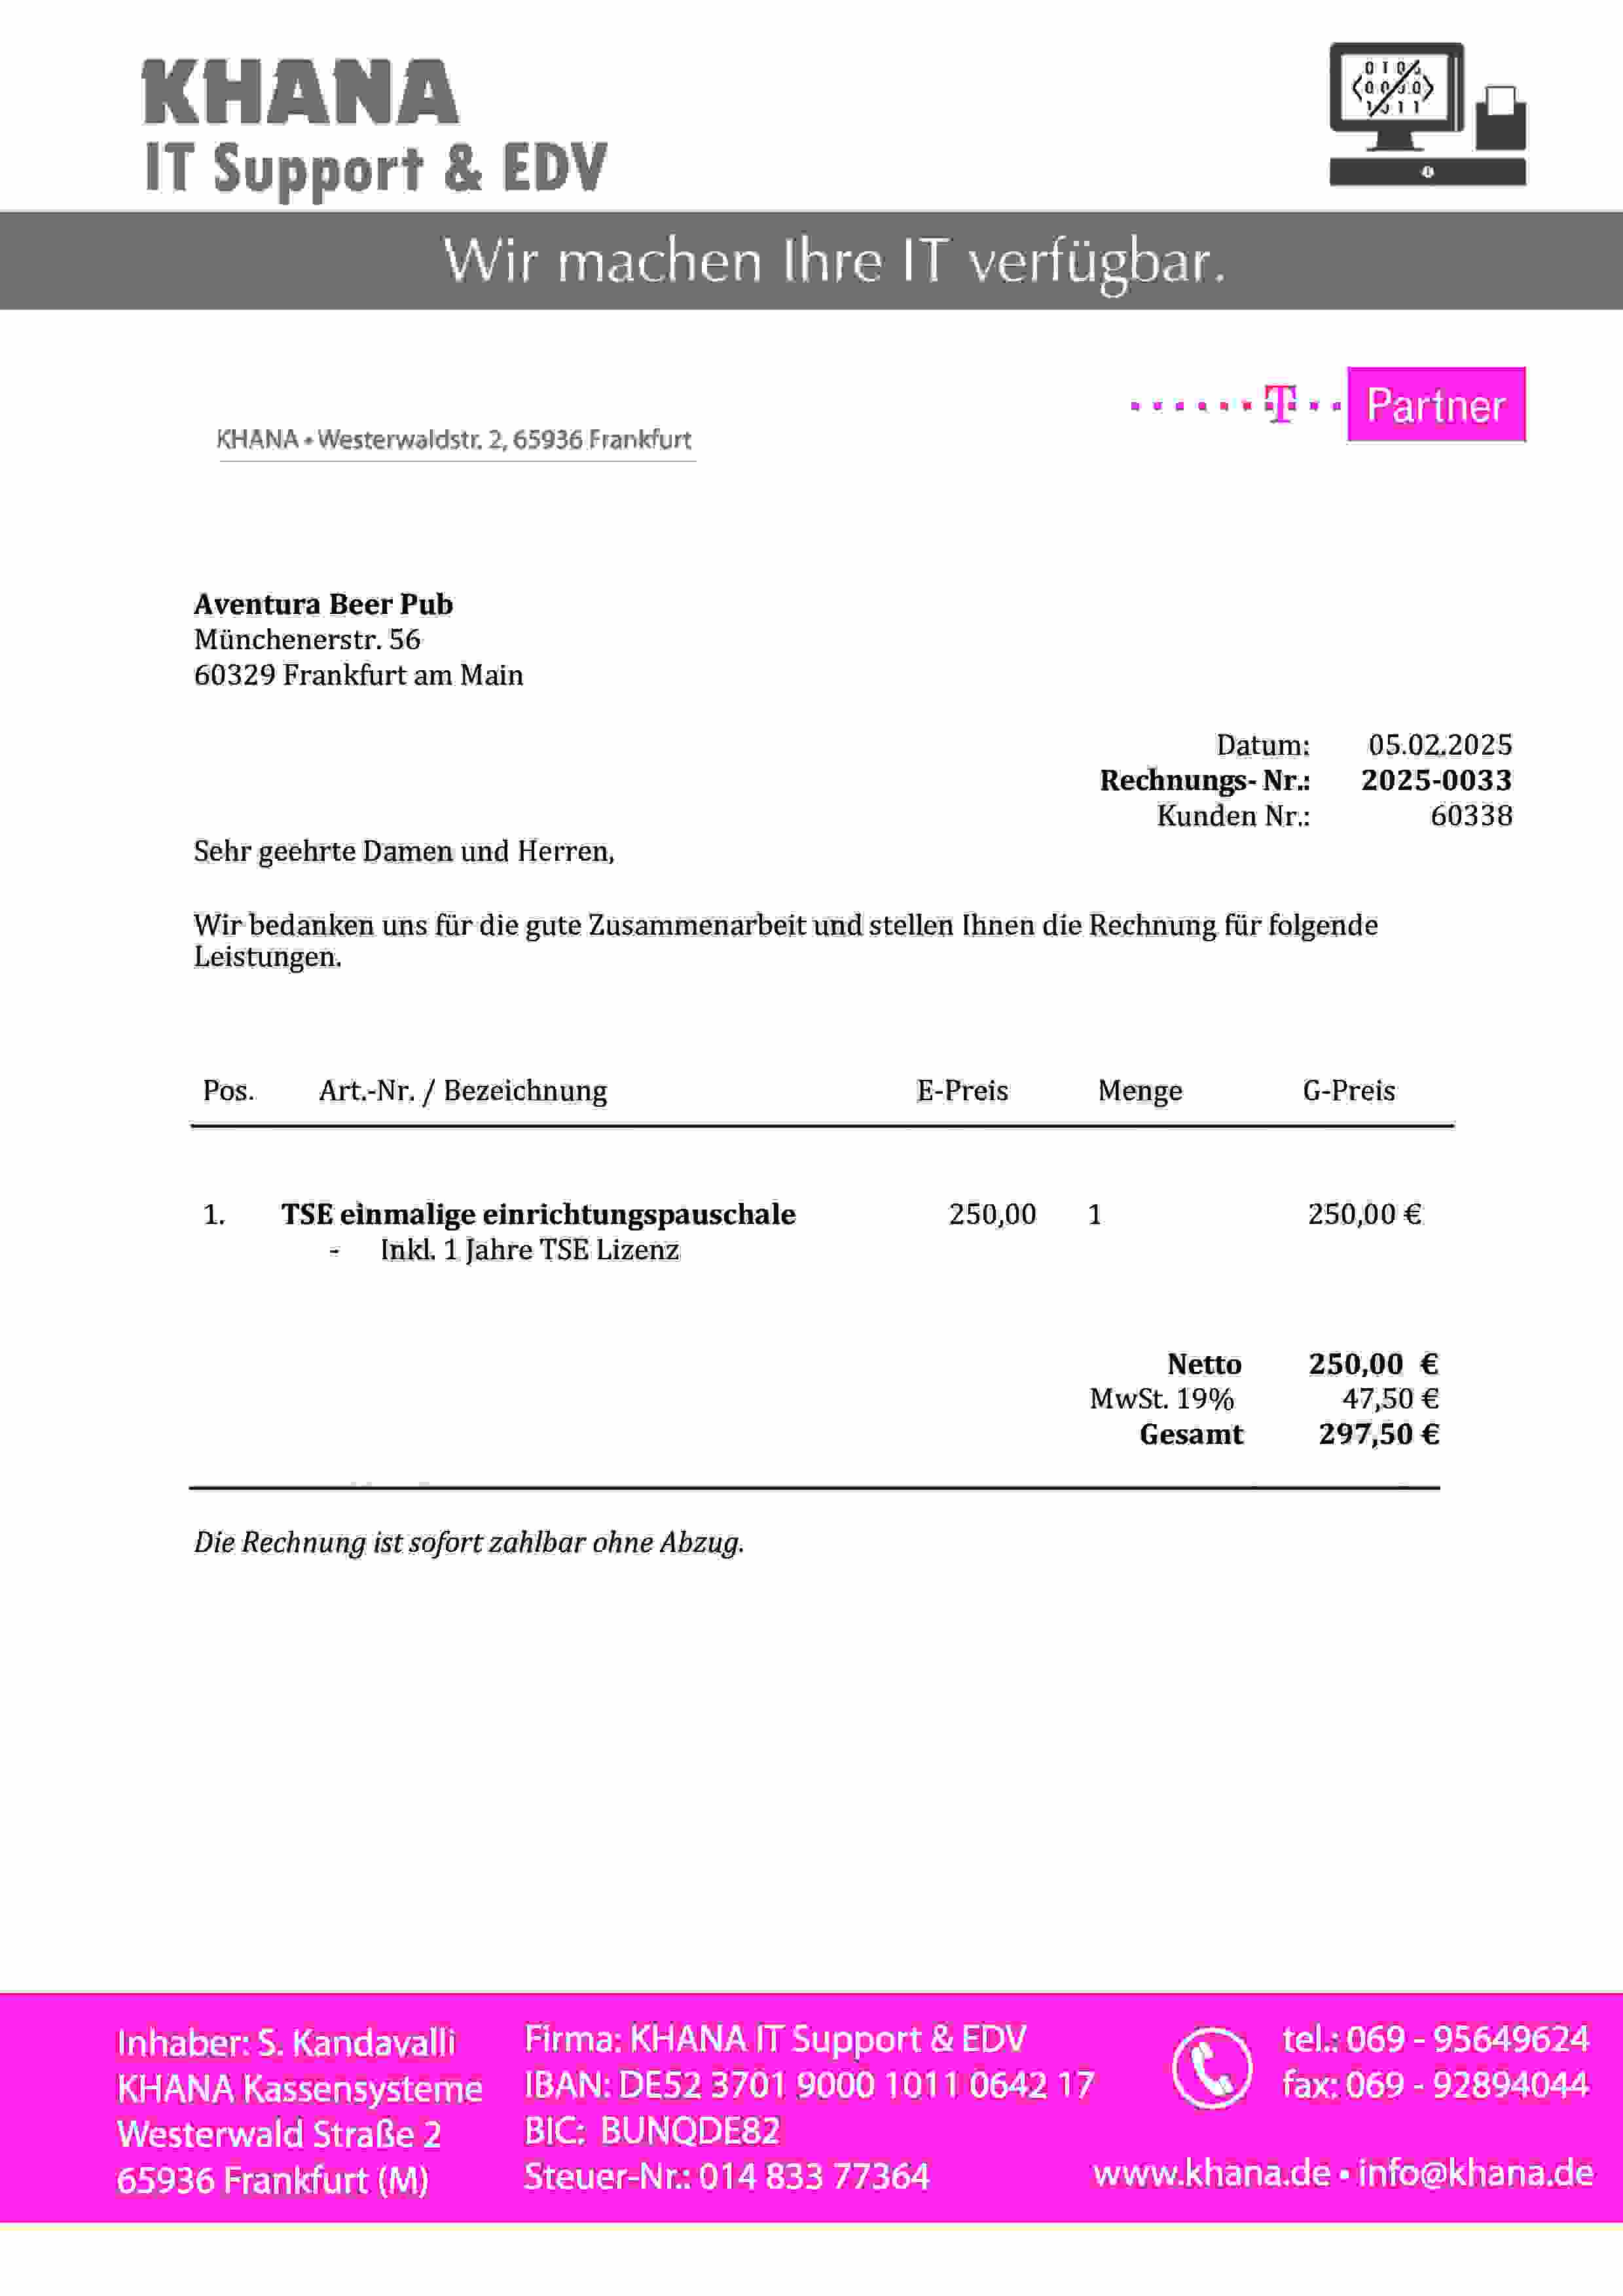 KHANA
IT Support & EDV
Wir machen Ihre IT verfügbar.
T Partner
KHANA • Westerwaldstr. 2, 65936 Frankfurt
Aventura Beer Pub
Münchenerstr. 56
60329 Frankfurt am Main
Datum: 05.02.2025
Rechnungs- Nr.: 2025-0033
Kunden Nr.: 60338
Sehr geehrte Damen und Herren,
Wir bedanken uns für die gute Zusammenarbeit und stellen Ihnen die Rechnung für folgende
Leistungen.
Pos. Art.-Nr. / Bezeichnung E-Preis Menge G-Preis
1. TSE einmalige einrichtungspauschale 250,00 1 250,00 €
- Inkl. 1 Jahre TSE Lizenz
Netto 250,00 €
MwSt. 19% 47,50 €
Gesamt 297,50 €
Die Rechnung ist sofort zahlbar ohne Abzug.
Inhaber: S. Kandavalli
KHANA Kassensysteme
Westerwald Straße 2
65936 Frankfurt (M)
Firma: KHANA IT Support & EDV
IBAN: DE52 3701 9000 1011 0642 17
BIC: BUNQDE82
Steuer-Nr.: 014 833 77364
tel.: 069 - 95649624
fax: 069 - 92894044
www.khana.de • info@khana.de